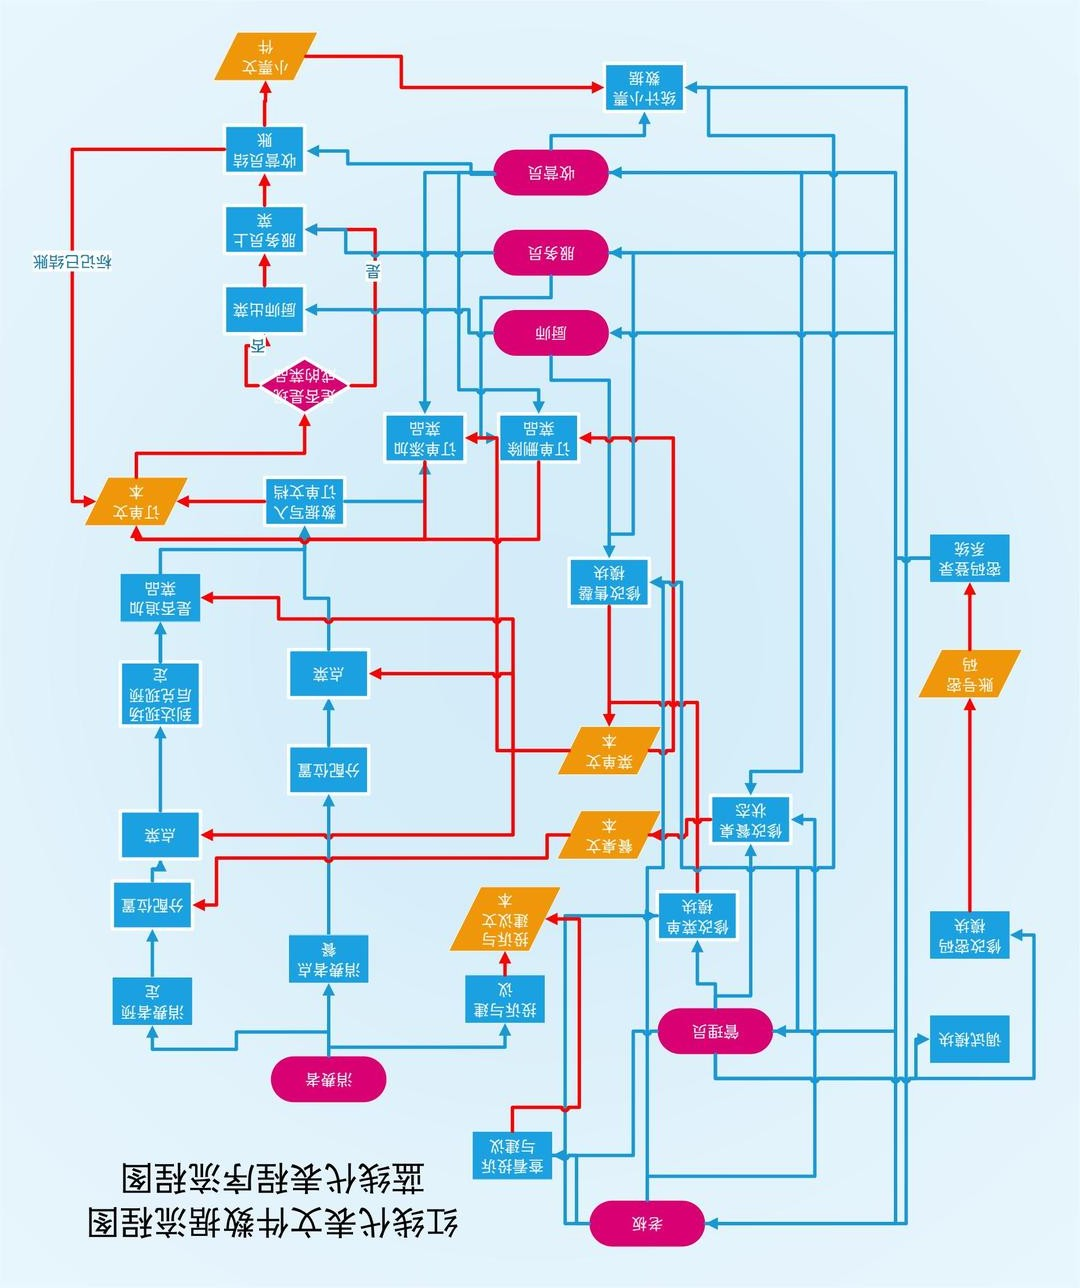 老板
红线代表文件数据流程图
蓝线代表程序流程图
查看投诉
与建议
消费者
调试模块
管理员
投诉与建
议
消费者预
定
消费者点
餐
修改密码
模块
修改菜单
模块
投诉与
建议文
本
分配位置
修改餐桌
状态
餐桌文
本
点菜
分配位置
菜单文
本
到达现场
后兑现预
定
点菜
账号密
码
是否追加
菜品
修改售罄
模块
密码登录
系统
数据写入
订单文档
订单文
本
订单删除
菜品
订单添加
菜品
是否是现
成的菜品
否
是
厨师
厨师出菜
标记已结账
服务员
服务员上
菜
收营员
收营员结
账
统计小票
数据
小票文
件